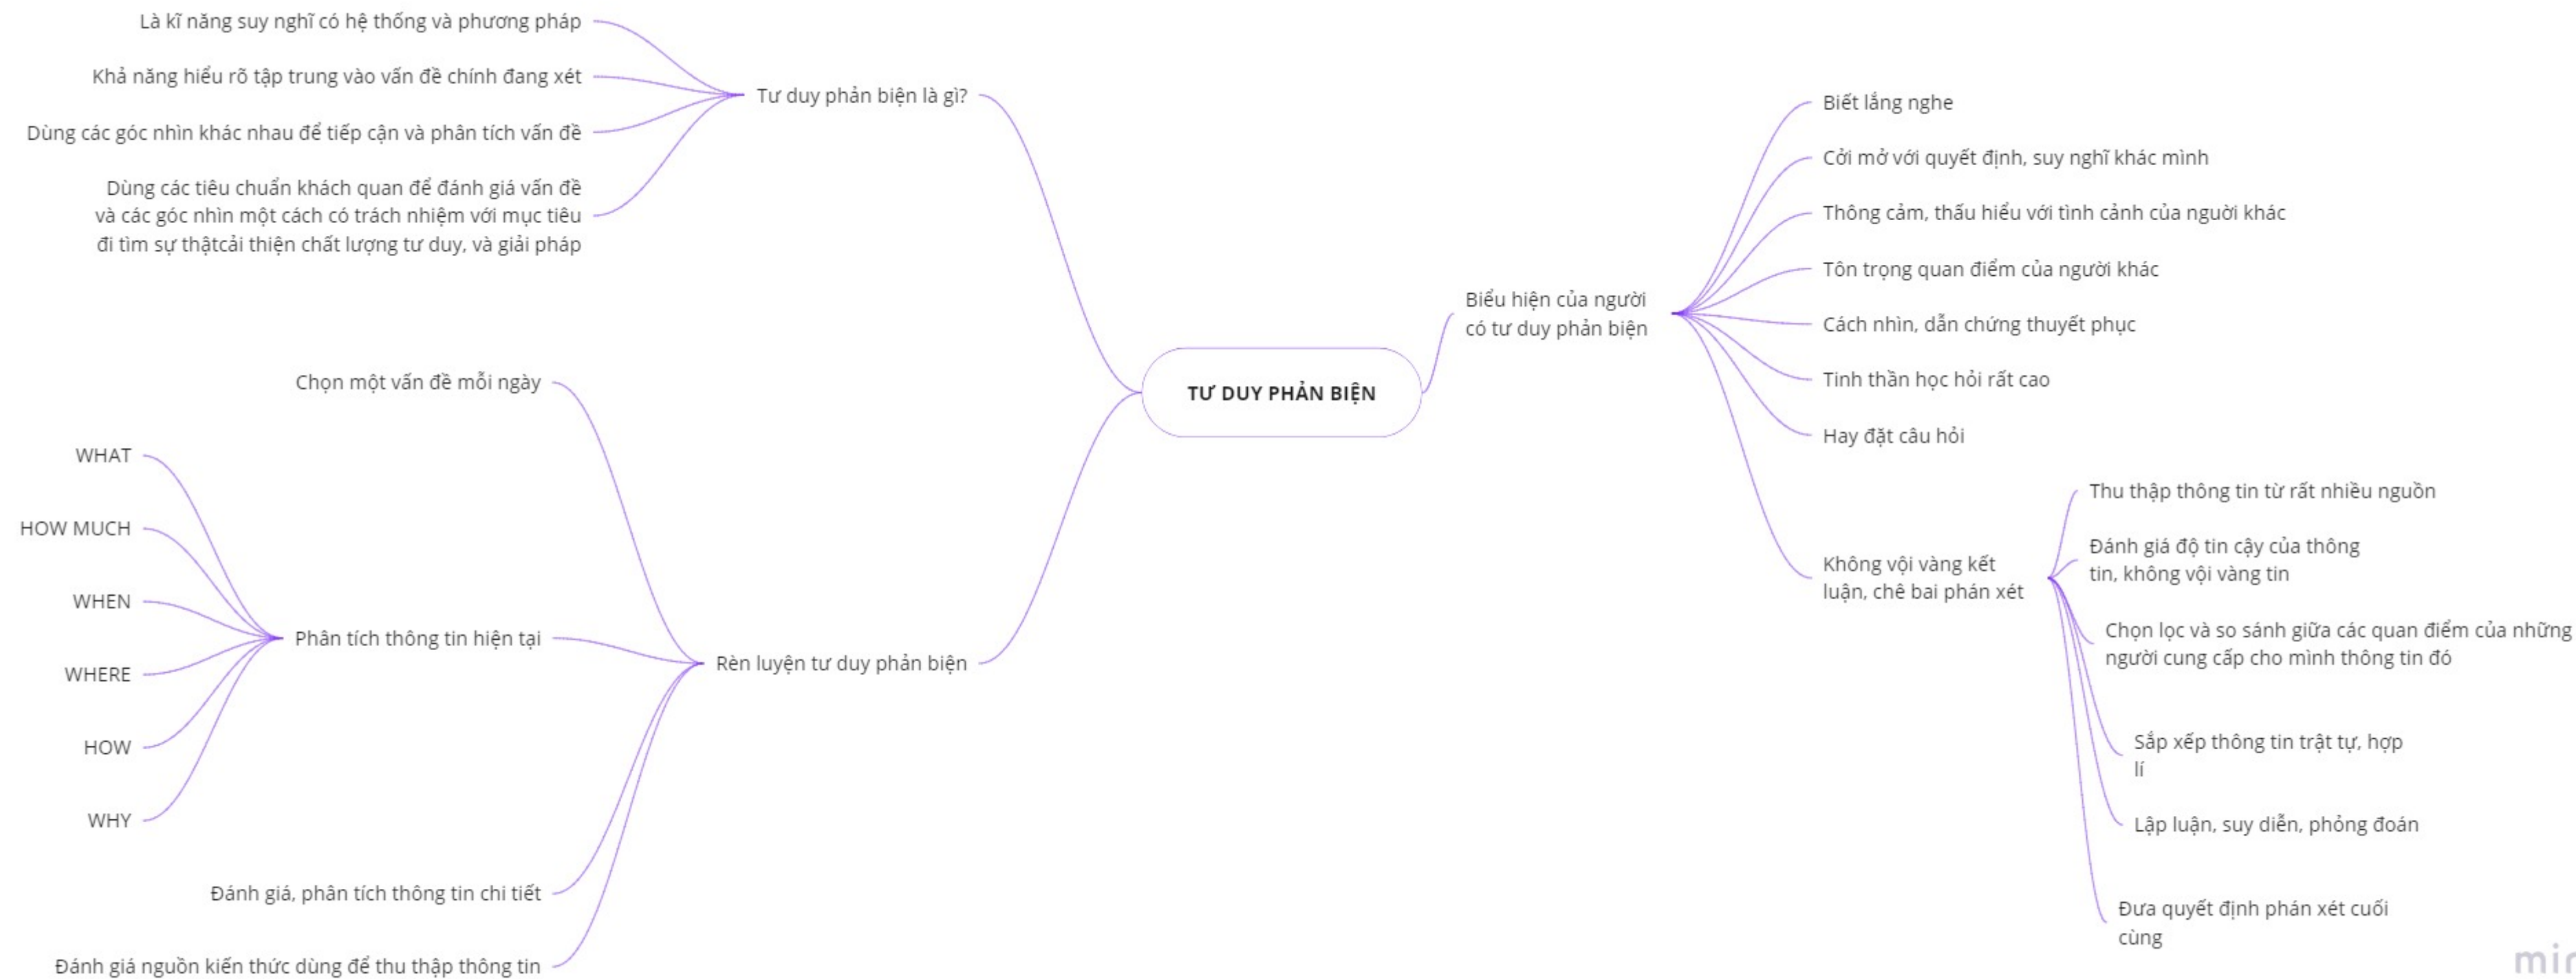 Là kĩ năng suy nghĩ có hệ thống và phương pháp
Khả năng hiểu rõ tập trung vào vấn đề chính đang xét
Dùng các góc nhìn khác nhau để tiếp cận và phân tích vấn đề
Dùng các tiêu chuẩn khách quan để đánh giá vấn đề
và các góc nhìn một cách có trách nhiệm với mục tiêu
đi tìm sự thậtcải thiện chất lượng tư duy, và giải pháp
Tư duy phản biện là gì?
Chọn một vấn đề mỗi ngày
WHAT
HOW MUCH
WHEN
WHERE
HOW
WHY
Phân tích thông tin hiện tại
Đánh giá, phân tích thông tin chi tiết
Đánh giá nguồn kiến thức dùng để thu thập thông tin
Rèn luyện tư duy phản biện
TƯ DUY PHẢN BIỆN
Biểu hiện của người
có tư duy phản biện
Biết lắng nghe
Cởi mở với quyết định, suy nghĩ khác mình
Thông cảm, thấu hiểu với tình cảnh của nguời khác
Tôn trọng quan điểm của người khác
Cách nhìn, dẫn chứng thuyết phục
Tinh thần học hỏi rất cao
Hay đặt câu hỏi
Không vội vàng kết
luận, chê bai phán xét
Thu thập thông tin từ rất nhiều nguồn
Đánh giá độ tin cậy của thông
tin, không vội vàng tin
Chọn lọc và so sánh giữa các quan điểm của những
người cung cấp cho mình thông tin đó
Sắp xếp thông tin trật tự, hợp
lí
Lập luận, suy diễn, phỏng đoán
Đưa quyết định phán xét cuối
cùng